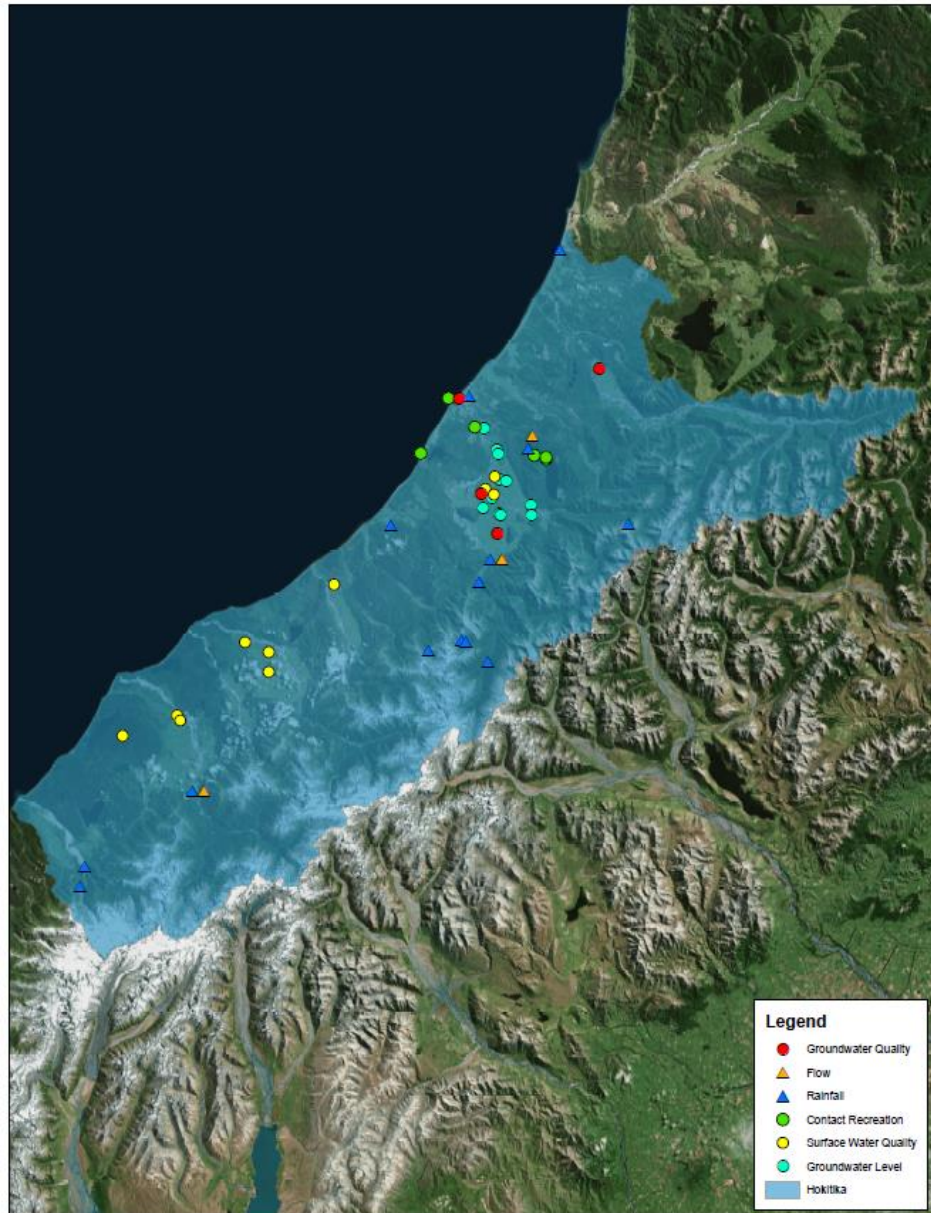 Legend
Groundwater Quality
Flow
Rainfall
Contact Recreation
Surface Water Quality
Groundwater Level
Hokitika